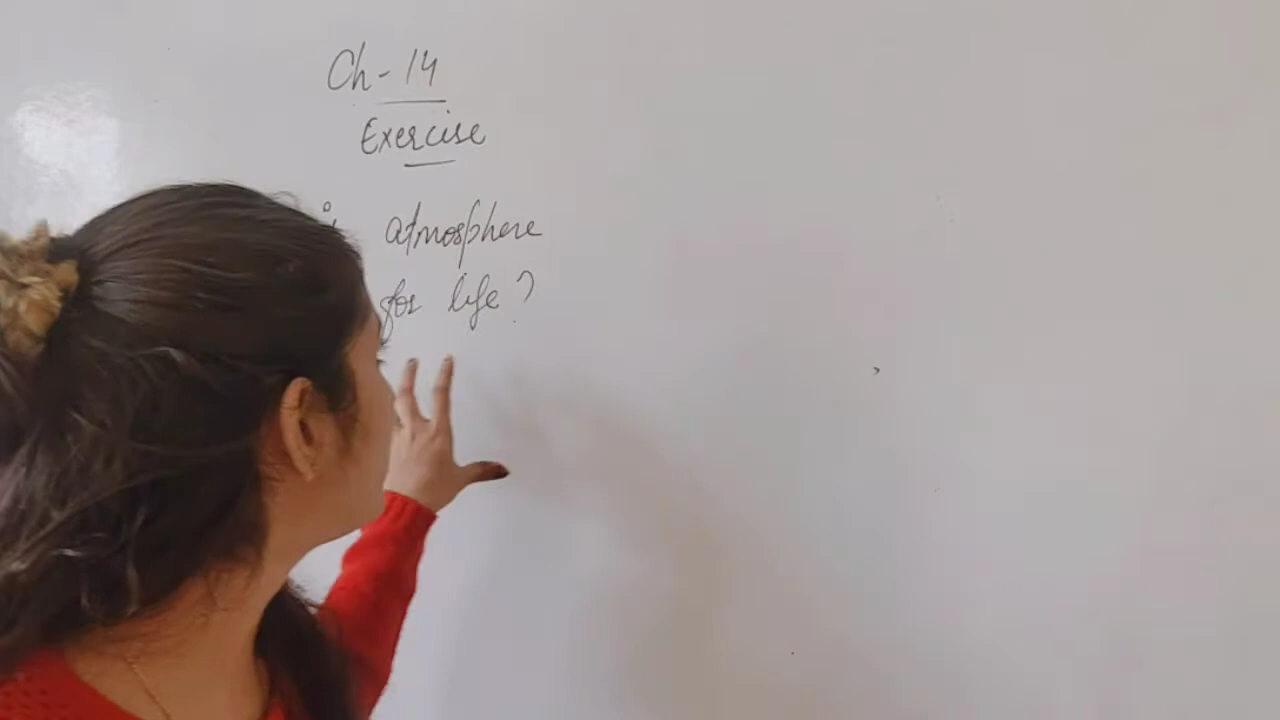 Ch - 14
Exercise
atmosphere
for life ?